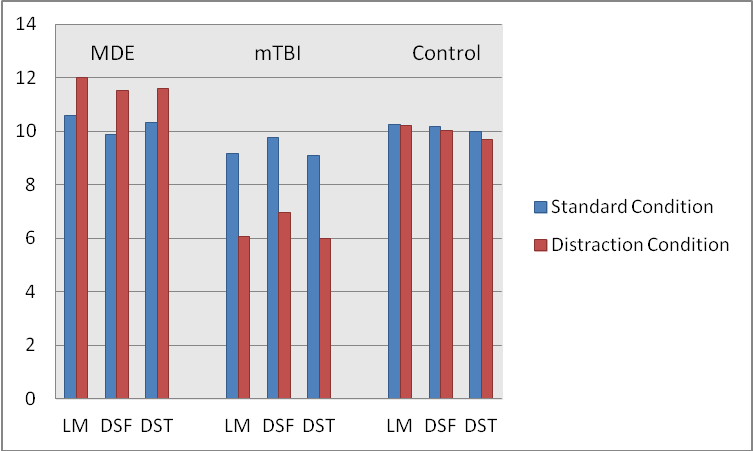 14
MDE mTBI Control
12
10
8
Standard Condition
6
Distraction Condition
4
2
0
LM DSF DST LM DSF DST LM DSF DST